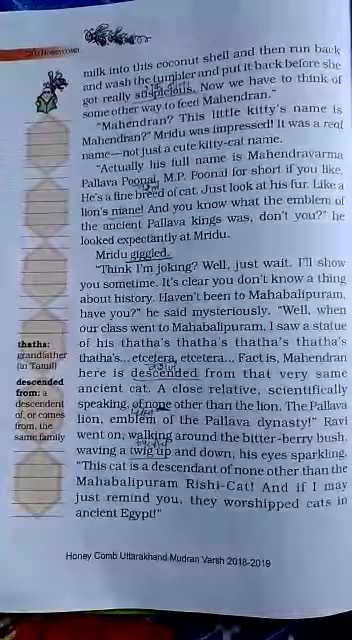 20/Honeycomb
milk into this coconut shell and then run back
and wash the tumbler and put it back before she
got really suspicious. Now we have to think of
some other way to feed Mahendran."
"Mahendran? This little kitty's name is
Mahendran?" Mridu was impressed! It was a real
name—not just a cute kitty-cat name.
"Actually his full name is Mahendravarma
Pallava Poonai, M.P. Poonai for short if you like.
He's a fine breed of cat. Just look at his fur. Like a
lion's mane! And you know what the emblem of
the ancient Pallava kings was, don't you?" he
looked expectantly at Mridu.
Mridu giggled.
"Think I'm joking? Well, just wait. I'll show
you sometime. It's clear you don't know a thing
about history. Haven't been to Mahabalipuram,
have you?" he said mysteriously. "Well, when
our class went to Mahabalipuram, I saw a statue
of his thatha's thatha's thatha's thatha's
thatha's... etcetera, etcetera... Fact is, Mahendran
here is descended from that very same
ancient cat. A close relative, scientifically
speaking, of none other than the lion. The Pallava
lion, emblem of the Pallava dynasty!" Ravi
went on, walking around the bitter-berry bush,
waving a twig up and down, his eyes sparkling.
"This cat is a descendant of none other than the
Mahabalipuram Rishi-Cat! And if I may
just remind you, they worshipped cats in
ancient Egypt!"
thatha:
grandfather
(in Tamil)
descended
from: a
descendent
of, or comes
from, the
same family
Honey Comb Uttarakhand Mudran Varsh 2018-2019